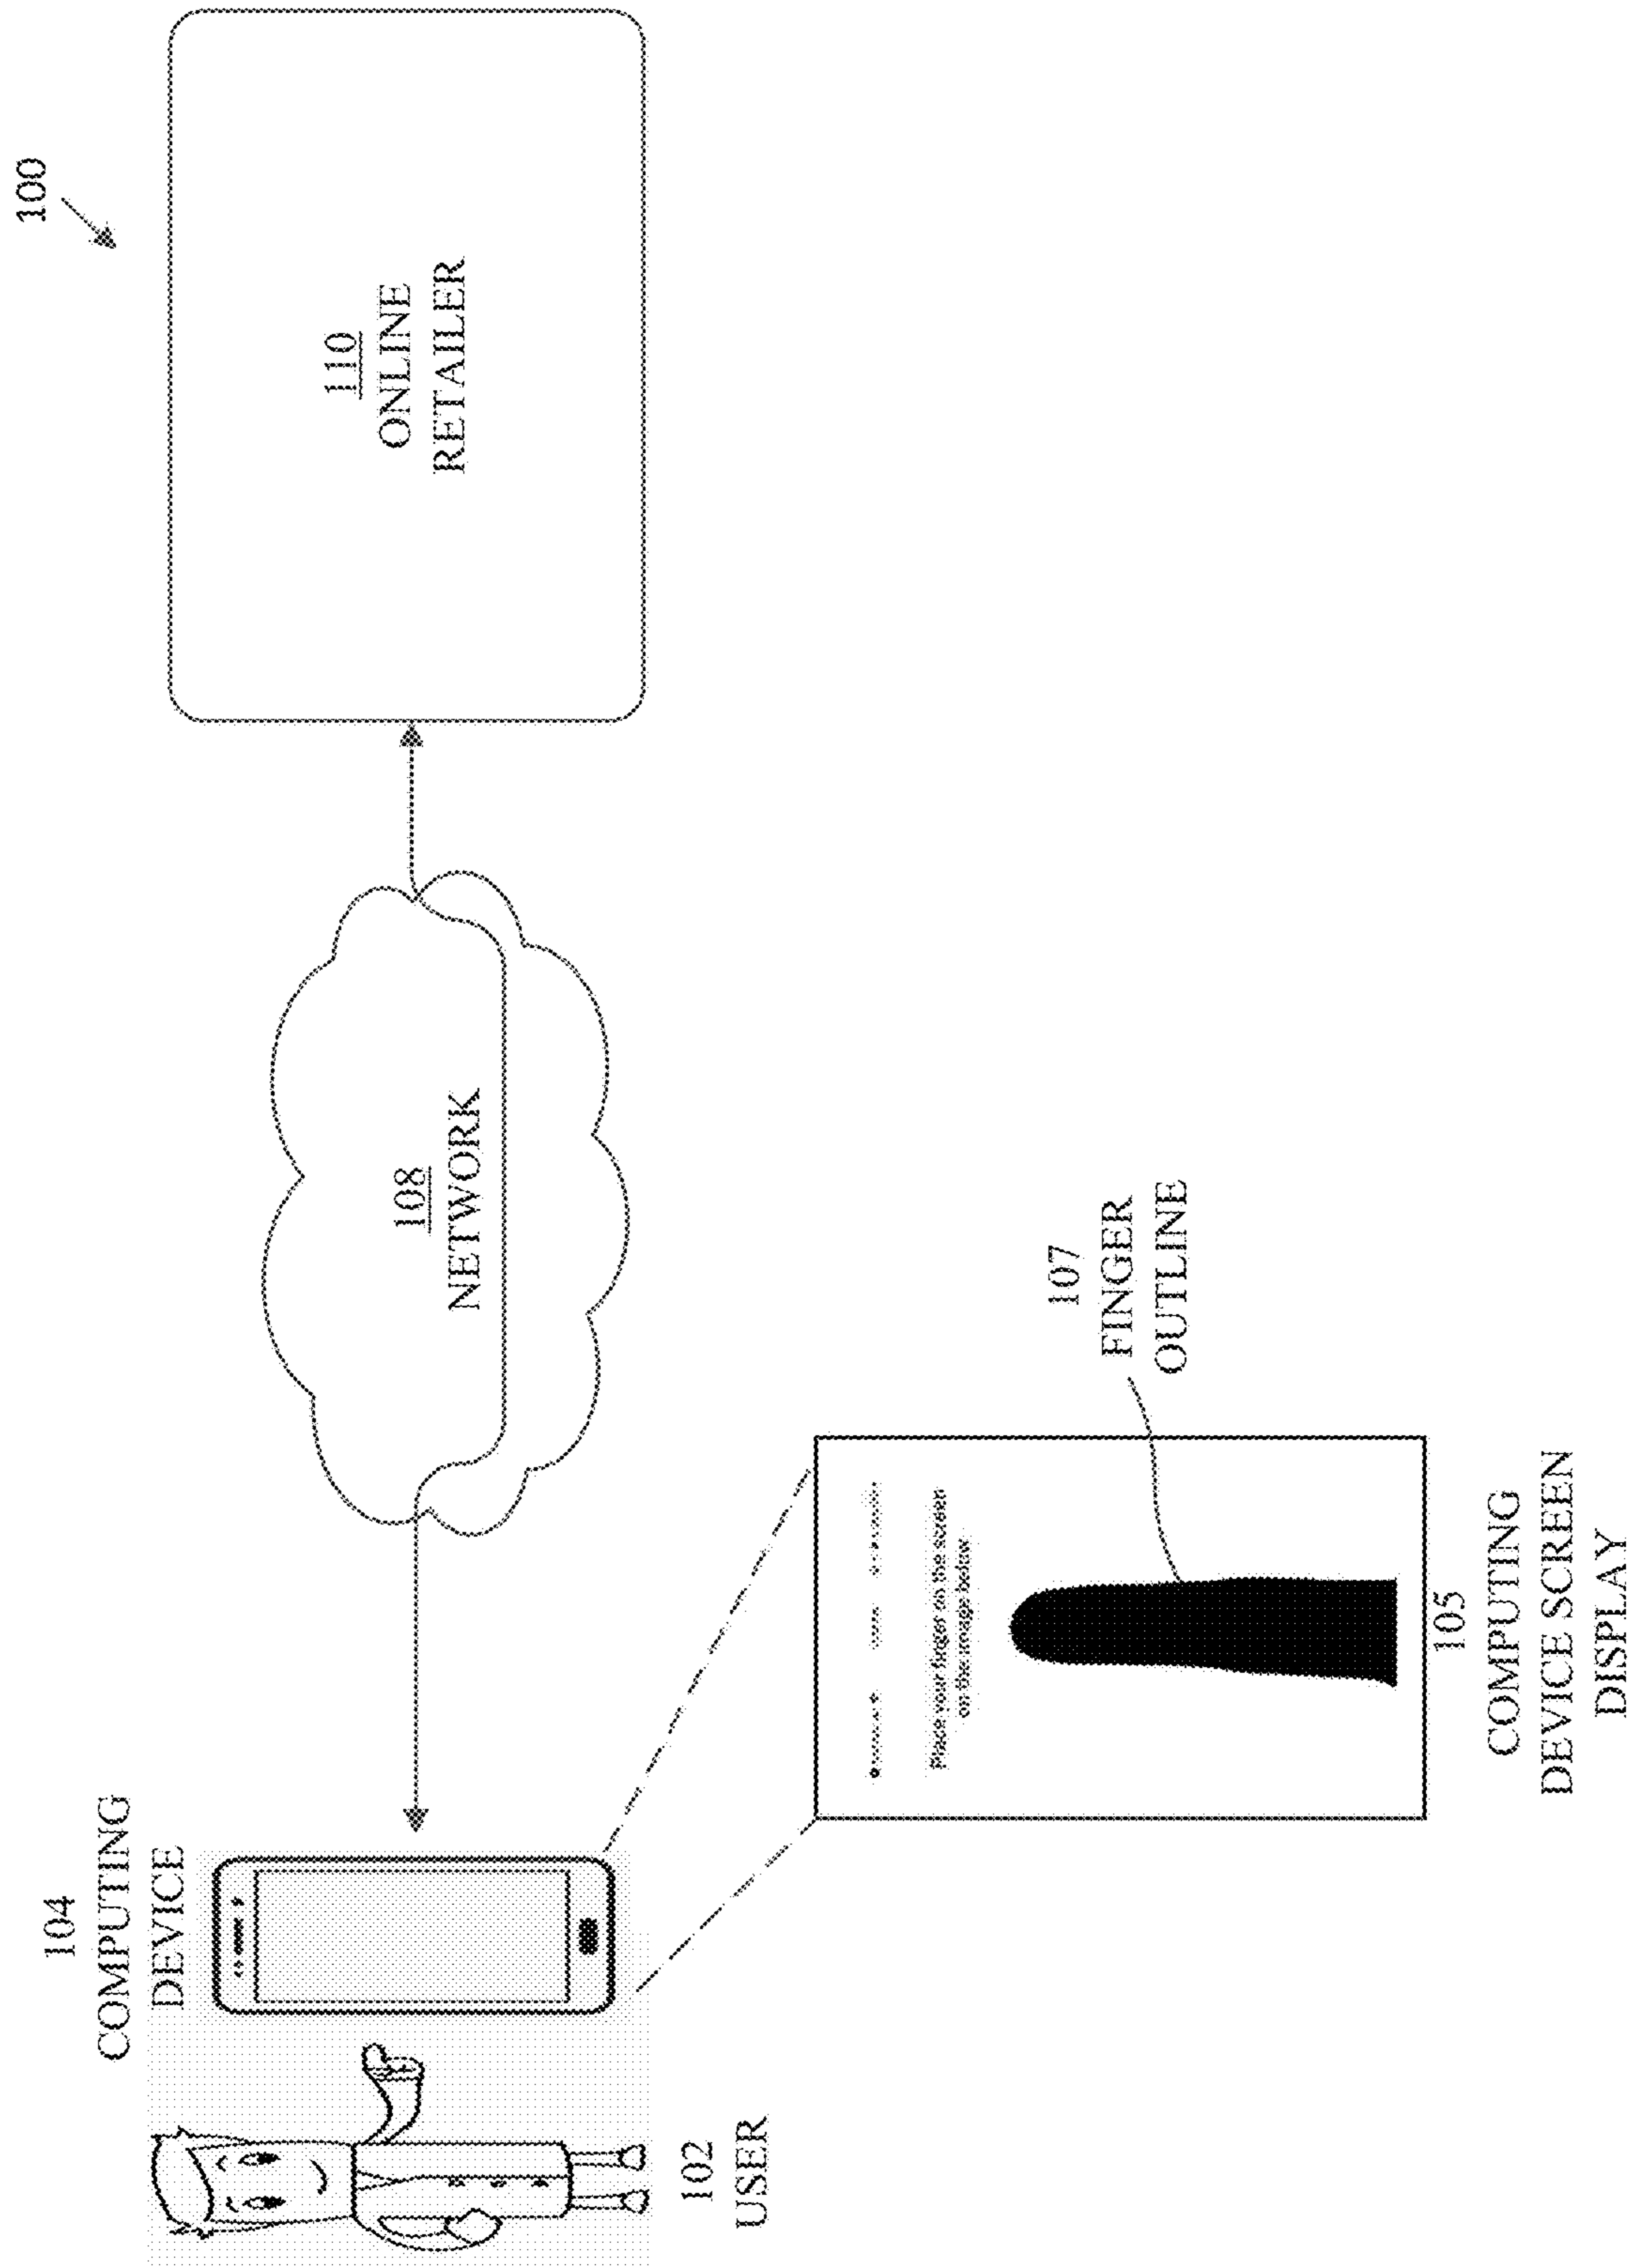 100
104
COMPUTING
DEVICE
102
USER
108
NETWORK
110
ONLINE
RETAILER
Place your finger on the screen
on the image below
107
FINGER
OUTLINE
105
COMPUTING
DEVICE SCREEN
DISPLAY